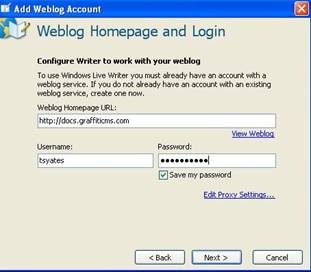 Add Weblog Account
Weblog Homepage and Login
Configure Writer to work with your weblog
To use Windows Live Writer you must already have an account with a
weblog service. If you do not already have an account with an existing
weblog service, create one now.
Weblog Homepage URL:
http://docs.graffiticms.com
View Weblog
Username: Password:
tsyates ●●●●●●●●●●
Save my password
Edit Proxy Settings...
< Back Next > Cancel